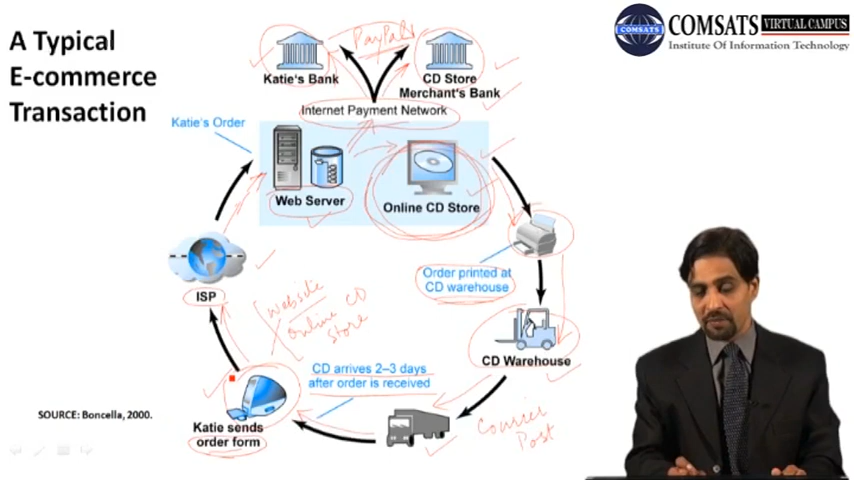 A Typical
E-commerce
Transaction
COMSATS VIRTUAL CAMPUS
Institute Of Information Technology
PayPal
Katie's Bank
CD Store
Merchant's Bank
Internet Payment Network
Katie's Order
Web Server
Online CD Store
ISP
Order printed at
CD warehouse
Website
Online CD
Store
CD Warehouse
CD arrives 2–3 days
after order is received
Katie sends
order form
Courier
Post
SOURCE: Boncella, 2000.